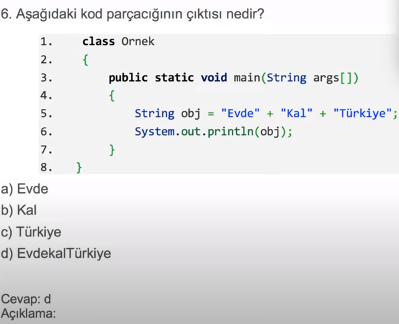 6. Aşağıdaki kod parçacığının çıktısı nedir?
1. class Ornek
2. {
3. public static void main(String args[])
4. {
5. String obj = "Evde" + "Kal" + "Türkiye";
6. System.out.println(obj);
7. }
8. }
a) Evde
b) Kal
c) Türkiye
d) EvdekalTürkiye
Cevap: d
Açıklama: